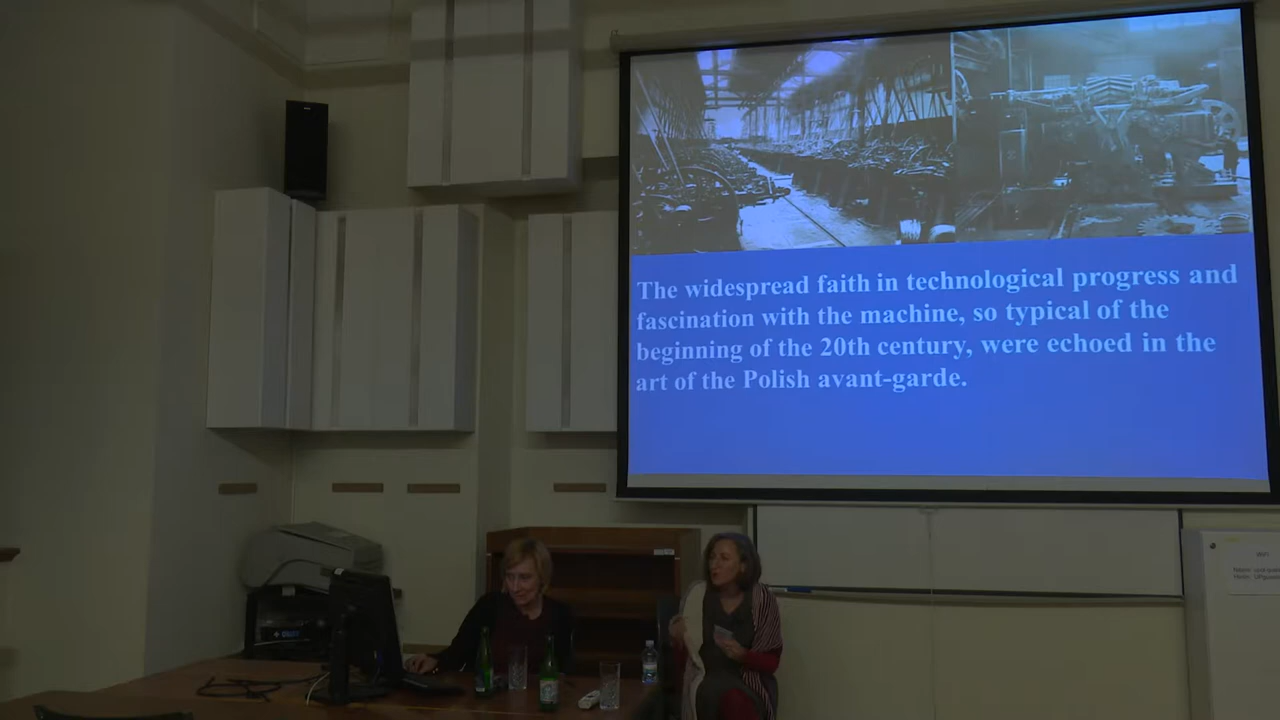 The widespread faith in technological progress and
fascination with the machine, so typical of the
beginning of the 20th century, were echoed in the
art of the Polish avant-garde.